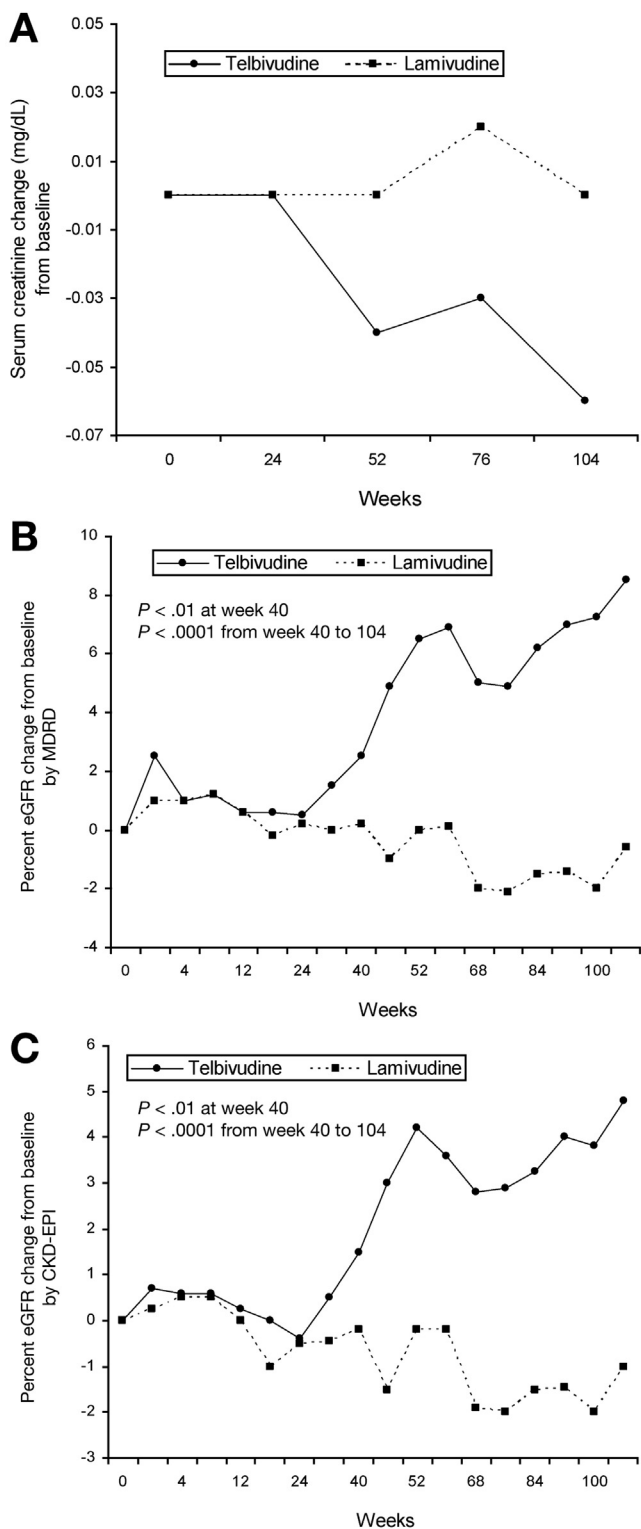 A
0.05
0.03
0.01
-0.01
-0.03
-0.05
-0.07
Serum creatinine change (mg/dL)
from baseline
Telbivudine Lamivudine
0 24 52 76 104
Weeks
B
10
8
6
4
2
0
-2
-4
Percent eGFR change from baseline
by MDRD
Telbivudine Lamivudine
P < .01 at week 40
P < .0001 from week 40 to 104
0 4 12 24 40 52 68 84 100
Weeks
C
6
5
4
3
2
1
0
-1
-2
-3
Percent eGFR change from baseline
by CKD-EPI
Telbivudine Lamivudine
P < .01 at week 40
P < .0001 from week 40 to 104
0 4 12 24 40 52 68 84 100
Weeks